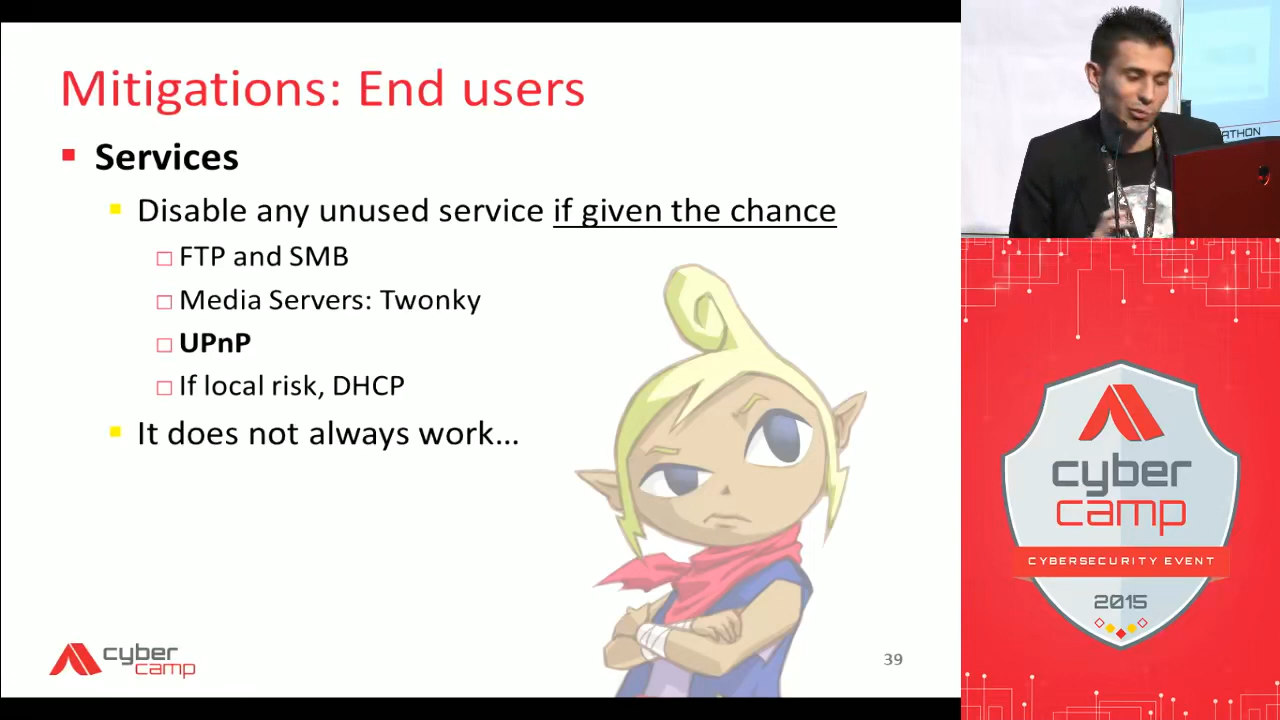 Mitigations: End users
Services
Disable any unused service if given the chance
FTP and SMB
Media Servers: Twonky
UPnP
If local risk, DHCP
It does not always work...
cyber
camp
39
ATHON
cyber
camp
CYBERSECURITY EVENT
2015